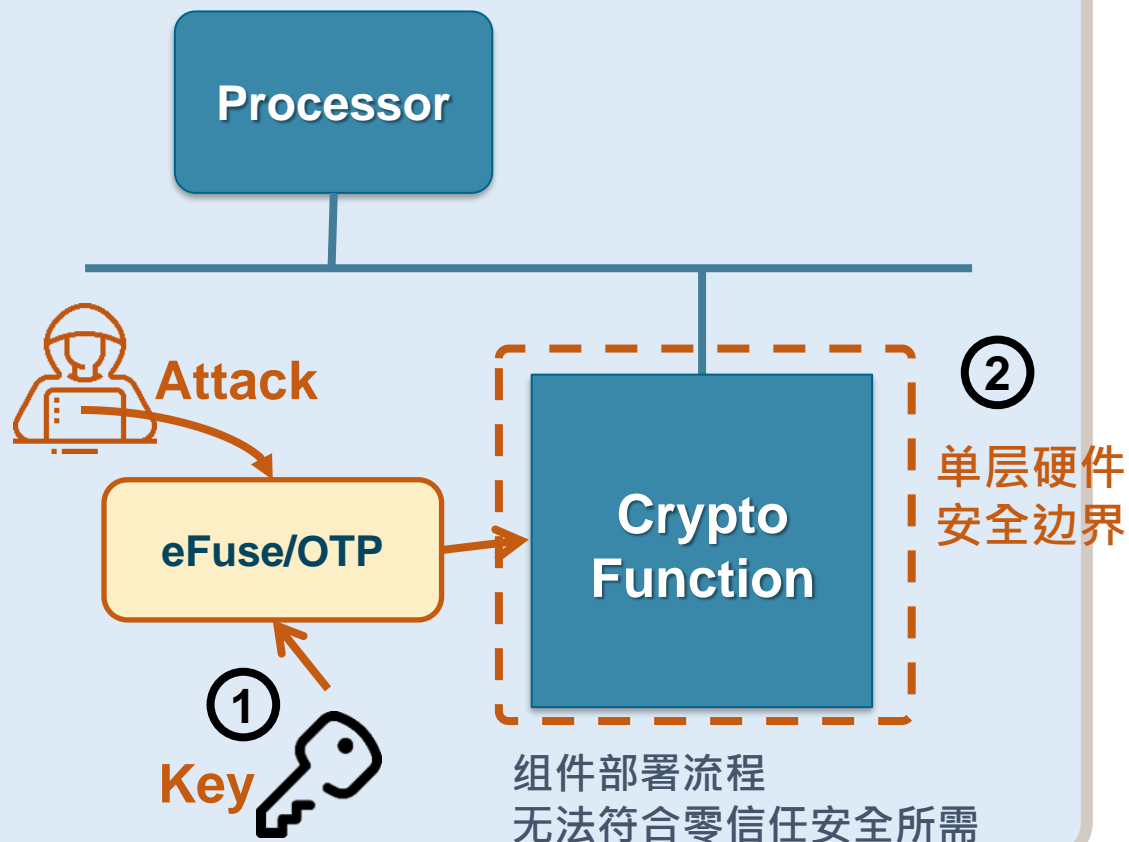 Processor
Attack
eFuse/OTP
Crypto
Function
2
单层硬件
安全边界
1
Key
组件部署流程
无法符合零信任安全所需